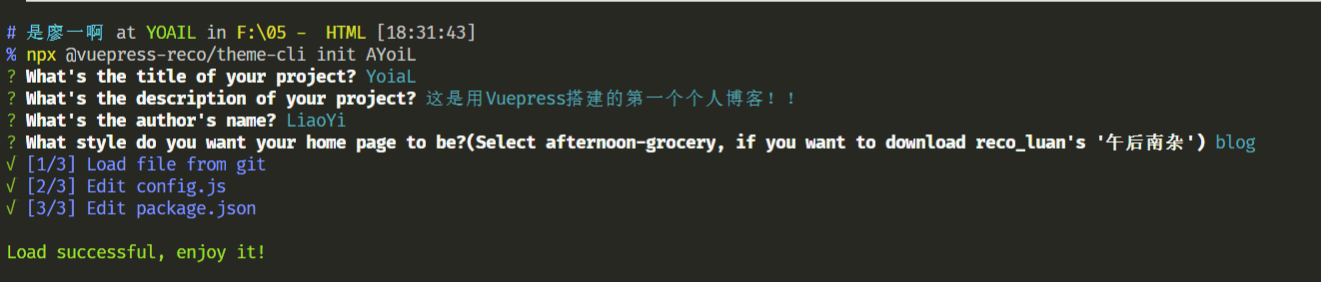 # 是廖一啊 at YOAIL in F:\05 - HTML [18:31:43]
% npx @vuepress-reco/theme-cli init AYoiL
? What's the title of your project? YoiaL
? What's the description of your project? 这是用Vuepress搭建的第一个个人博客！！
? What's the author's name? LiaoYi
? What style do you want your home page to be?(Select afternoon-grocery, if you want to download reco_luan's '午后南杂') blog
√ [1/3] Load file from git
√ [2/3] Edit config.js
√ [3/3] Edit package.json
Load successful, enjoy it!